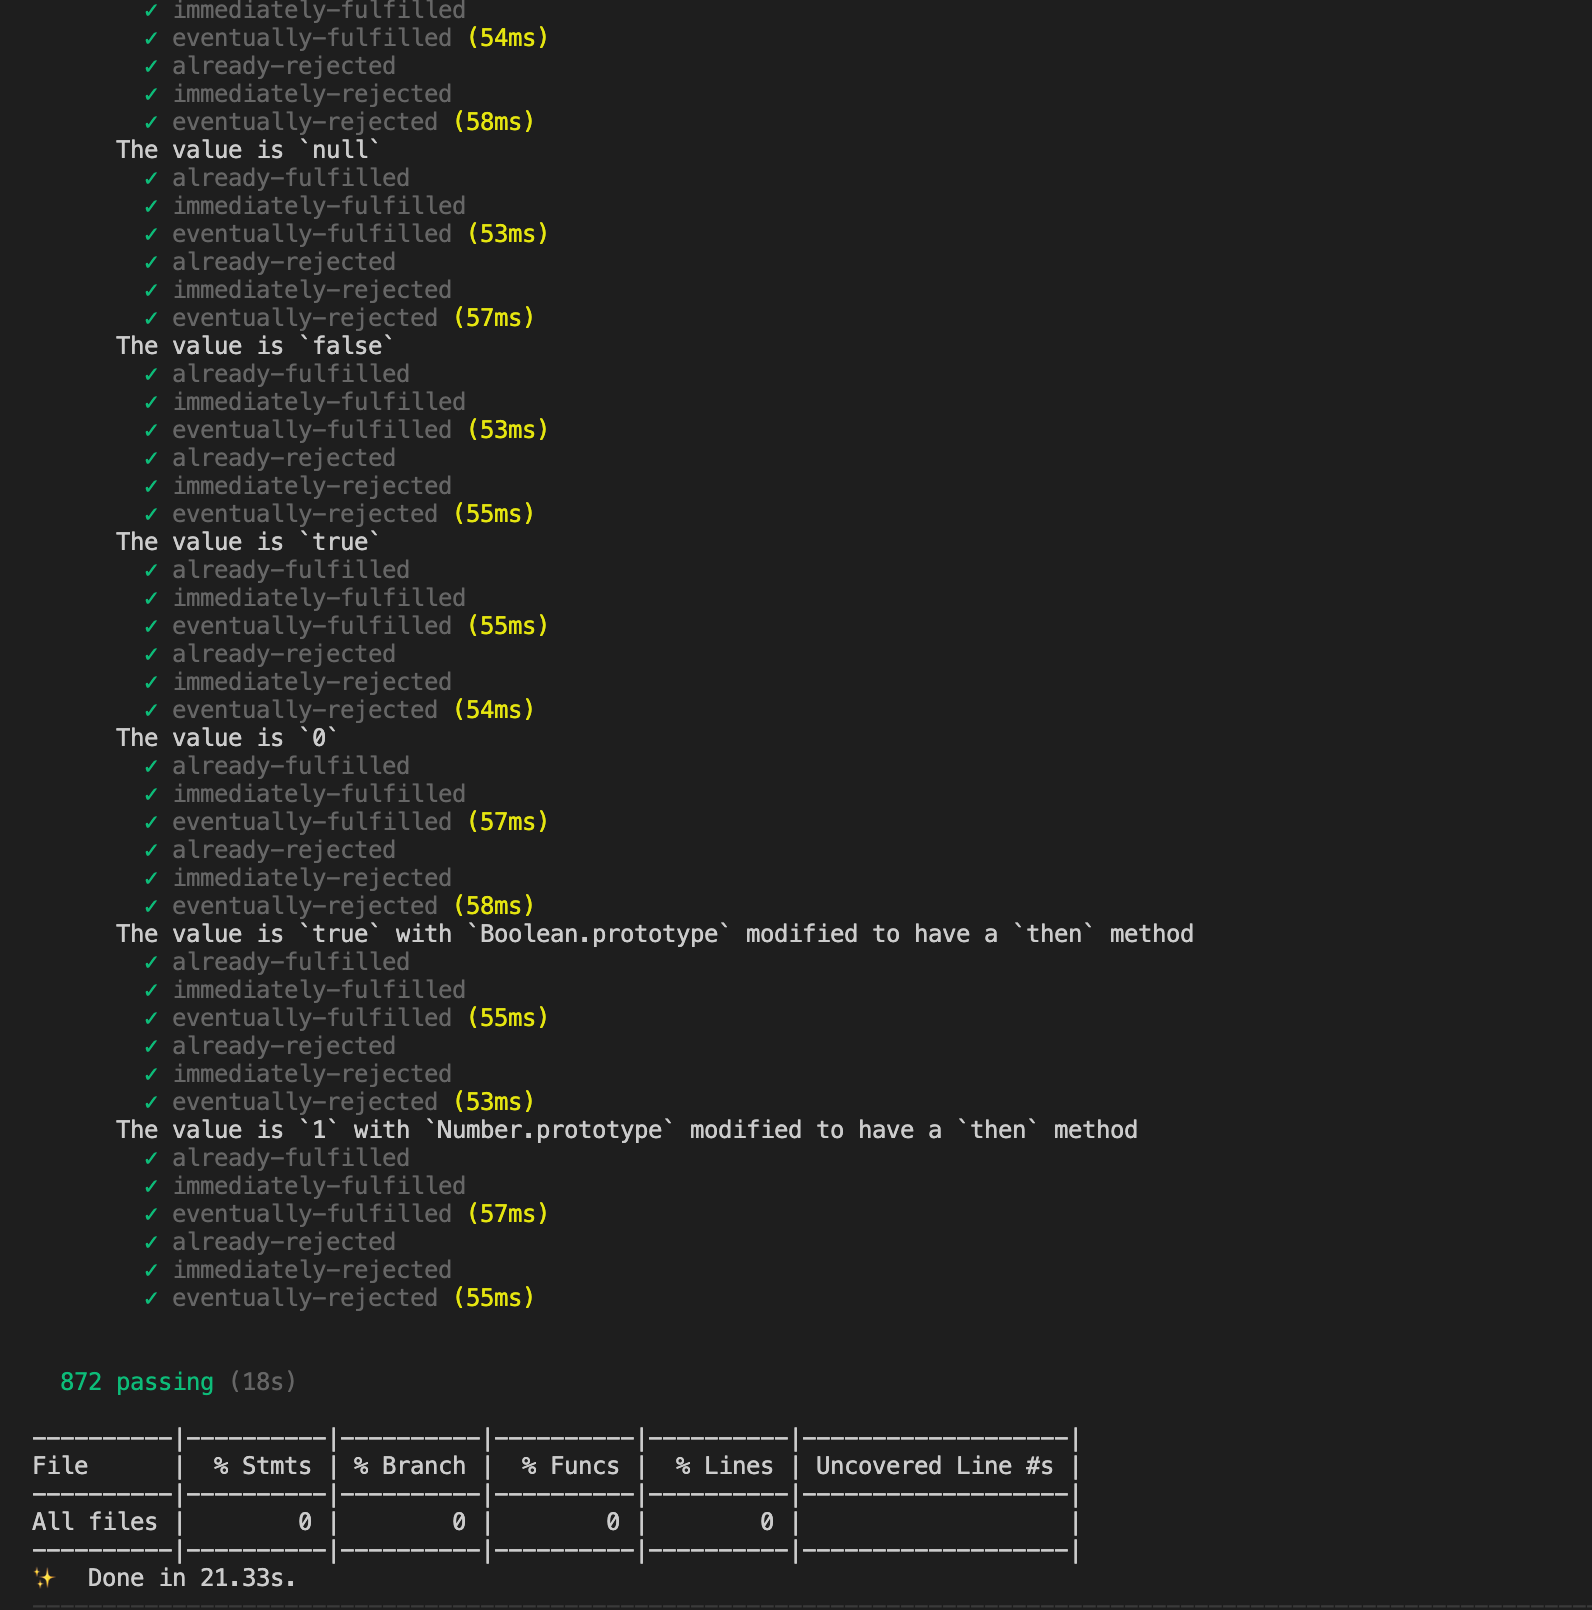 ✓ immediately-fulfilled
✓ eventually-fulfilled (54ms)
✓ already-rejected
✓ immediately-rejected
✓ eventually-rejected (58ms)
The value is `null`
✓ already-fulfilled
✓ immediately-fulfilled
✓ eventually-fulfilled (53ms)
✓ already-rejected
✓ immediately-rejected
✓ eventually-rejected (57ms)
The value is `false`
✓ already-fulfilled
✓ immediately-fulfilled
✓ eventually-fulfilled (53ms)
✓ already-rejected
✓ immediately-rejected
✓ eventually-rejected (55ms)
The value is `true`
✓ already-fulfilled
✓ immediately-fulfilled
✓ eventually-fulfilled (55ms)
✓ already-rejected
✓ immediately-rejected
✓ eventually-rejected (54ms)
The value is `0`
✓ already-fulfilled
✓ immediately-fulfilled
✓ eventually-fulfilled (57ms)
✓ already-rejected
✓ immediately-rejected
✓ eventually-rejected (58ms)
The value is `true` with `Boolean.prototype` modified to have a `then` method
✓ already-fulfilled
✓ immediately-fulfilled
✓ eventually-fulfilled (55ms)
✓ already-rejected
✓ immediately-rejected
✓ eventually-rejected (53ms)
The value is `1` with `Number.prototype` modified to have a `then` method
✓ already-fulfilled
✓ immediately-fulfilled
✓ eventually-fulfilled (57ms)
✓ already-rejected
✓ immediately-rejected
✓ eventually-rejected (55ms)
872 passing (18s)
----------|----------|----------|----------|----------|-------------------|
File      |  % Stmts | % Branch |  % Funcs |  % Lines | Uncovered Line #s |
----------|----------|----------|----------|----------|-------------------|
All files |        0 |        0 |        0 |        0 |                   |
----------|----------|----------|----------|----------|-------------------|
✨  Done in 21.33s.